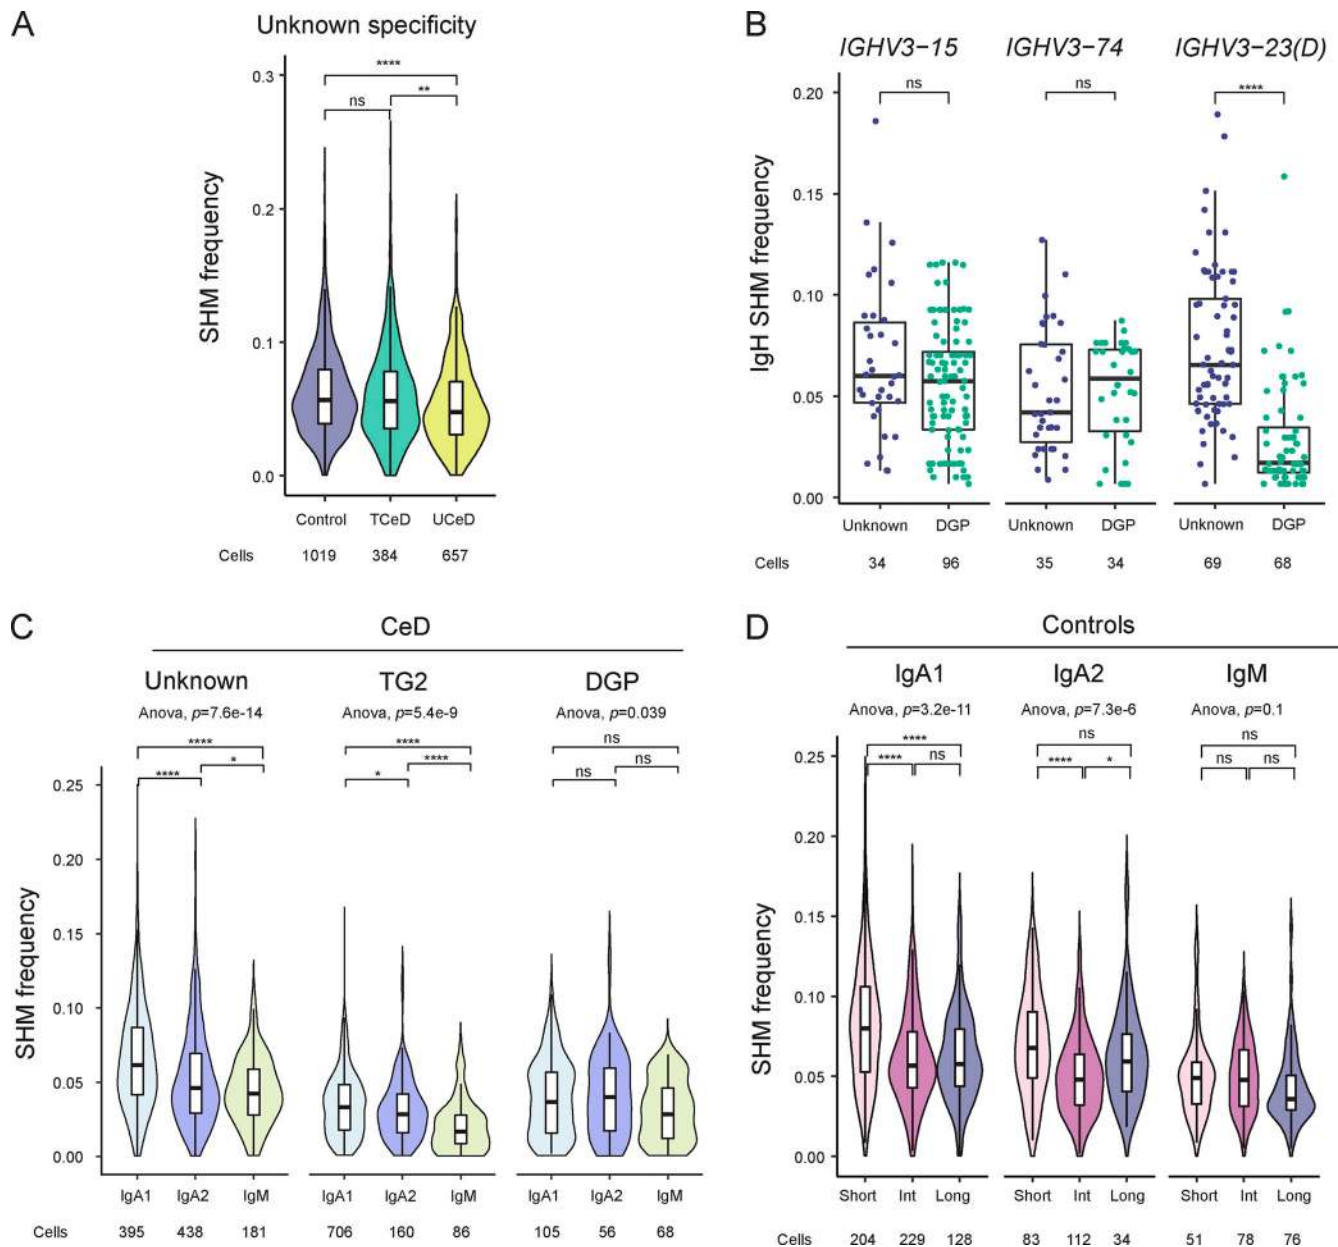 A
Unknown specificity
SHM frequency
0.3
0.2
0.1
0.0
****
ns
**
Control TCeD UCeD
Cells 1019 384 657
B
IGHV3−15 IGHV3−74 IGHV3−23(D)
IgH SHM frequency
0.20
0.15
0.10
0.05
0.00
ns ns ****
Unknown DGP Unknown DGP Unknown DGP
Cells 34 96 35 34 69 68
C
CeD
Unknown TG2 DGP
Anova, p=7.6e-14 Anova, p=5.4e-9 Anova, p=0.039
**** **** ns
**** * * **** ns ns
SHM frequency
0.25
0.20
0.15
0.10
0.05
0.00
IgA1 IgA2 IgM IgA1 IgA2 IgM IgA1 IgA2 IgM
Cells 395 438 181 706 160 86 105 56 68
D
Controls
IgA1 IgA2 IgM
Anova, p=3.2e-11 Anova, p=7.3e-6 Anova, p=0.1
**** ns ns
**** ns **** * ns ns
SHM frequency
0.25
0.20
0.15
0.10
0.05
0.00
Short Int Long Short Int Long Short Int Long
Cells 204 229 128 83 112 34 51 78 76